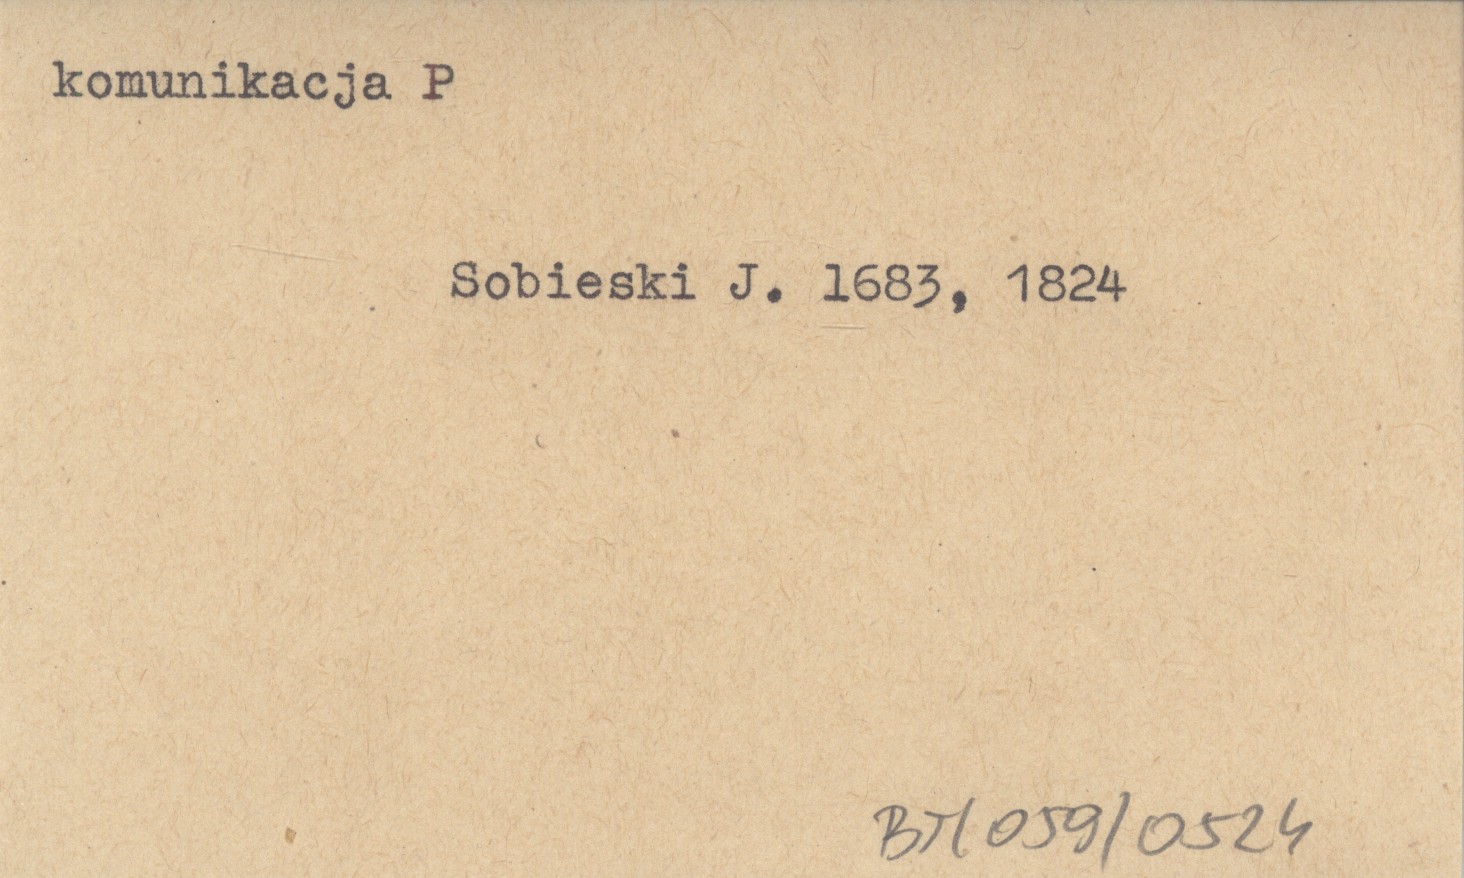 komunikacja P
Sobieski J. 1683, 1824
BT/059/0524